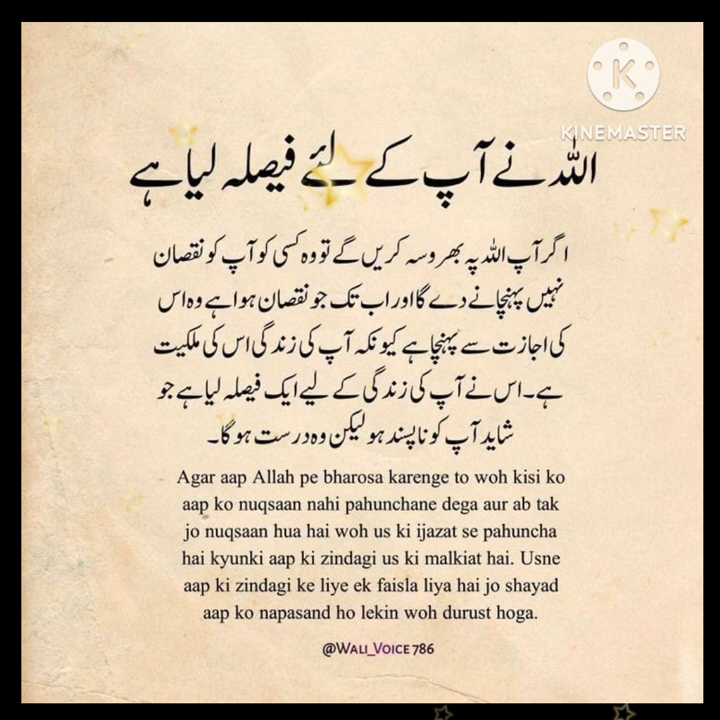 KINEMASTER
اللہ نے آپ کے لئے فیصلہ لیا ہے
اگر آپ اللہ پہ بھروسہ کریں گے تو وہ کسی کو آپ کو نقصان
نہیں پہنچانے دے گا اور اب تک جو نقصان ہوا ہے وہ اس
کی اجازت سے پہنچا ہے کیونکہ آپ کی زندگی اس کی ملکیت
ہے۔ اس نے آپ کی زندگی کے لیے ایک فیصلہ لیا ہے جو
شاید آپ کو ناپسند ہو لیکن وہ درست ہو گا۔
Agar aap Allah pe bharosa karenge to woh kisi ko
aap ko nuqsaan nahi pahunchane dega aur ab tak
jo nuqsaan hua hai woh us ki ijazat se pahuncha
hai kyunki aap ki zindagi us ki malkiat hai. Usne
aap ki zindagi ke liye ek faisla liya hai jo shayad
aap ko napasand ho lekin woh durust hoga.
@WALI_VOICE 786